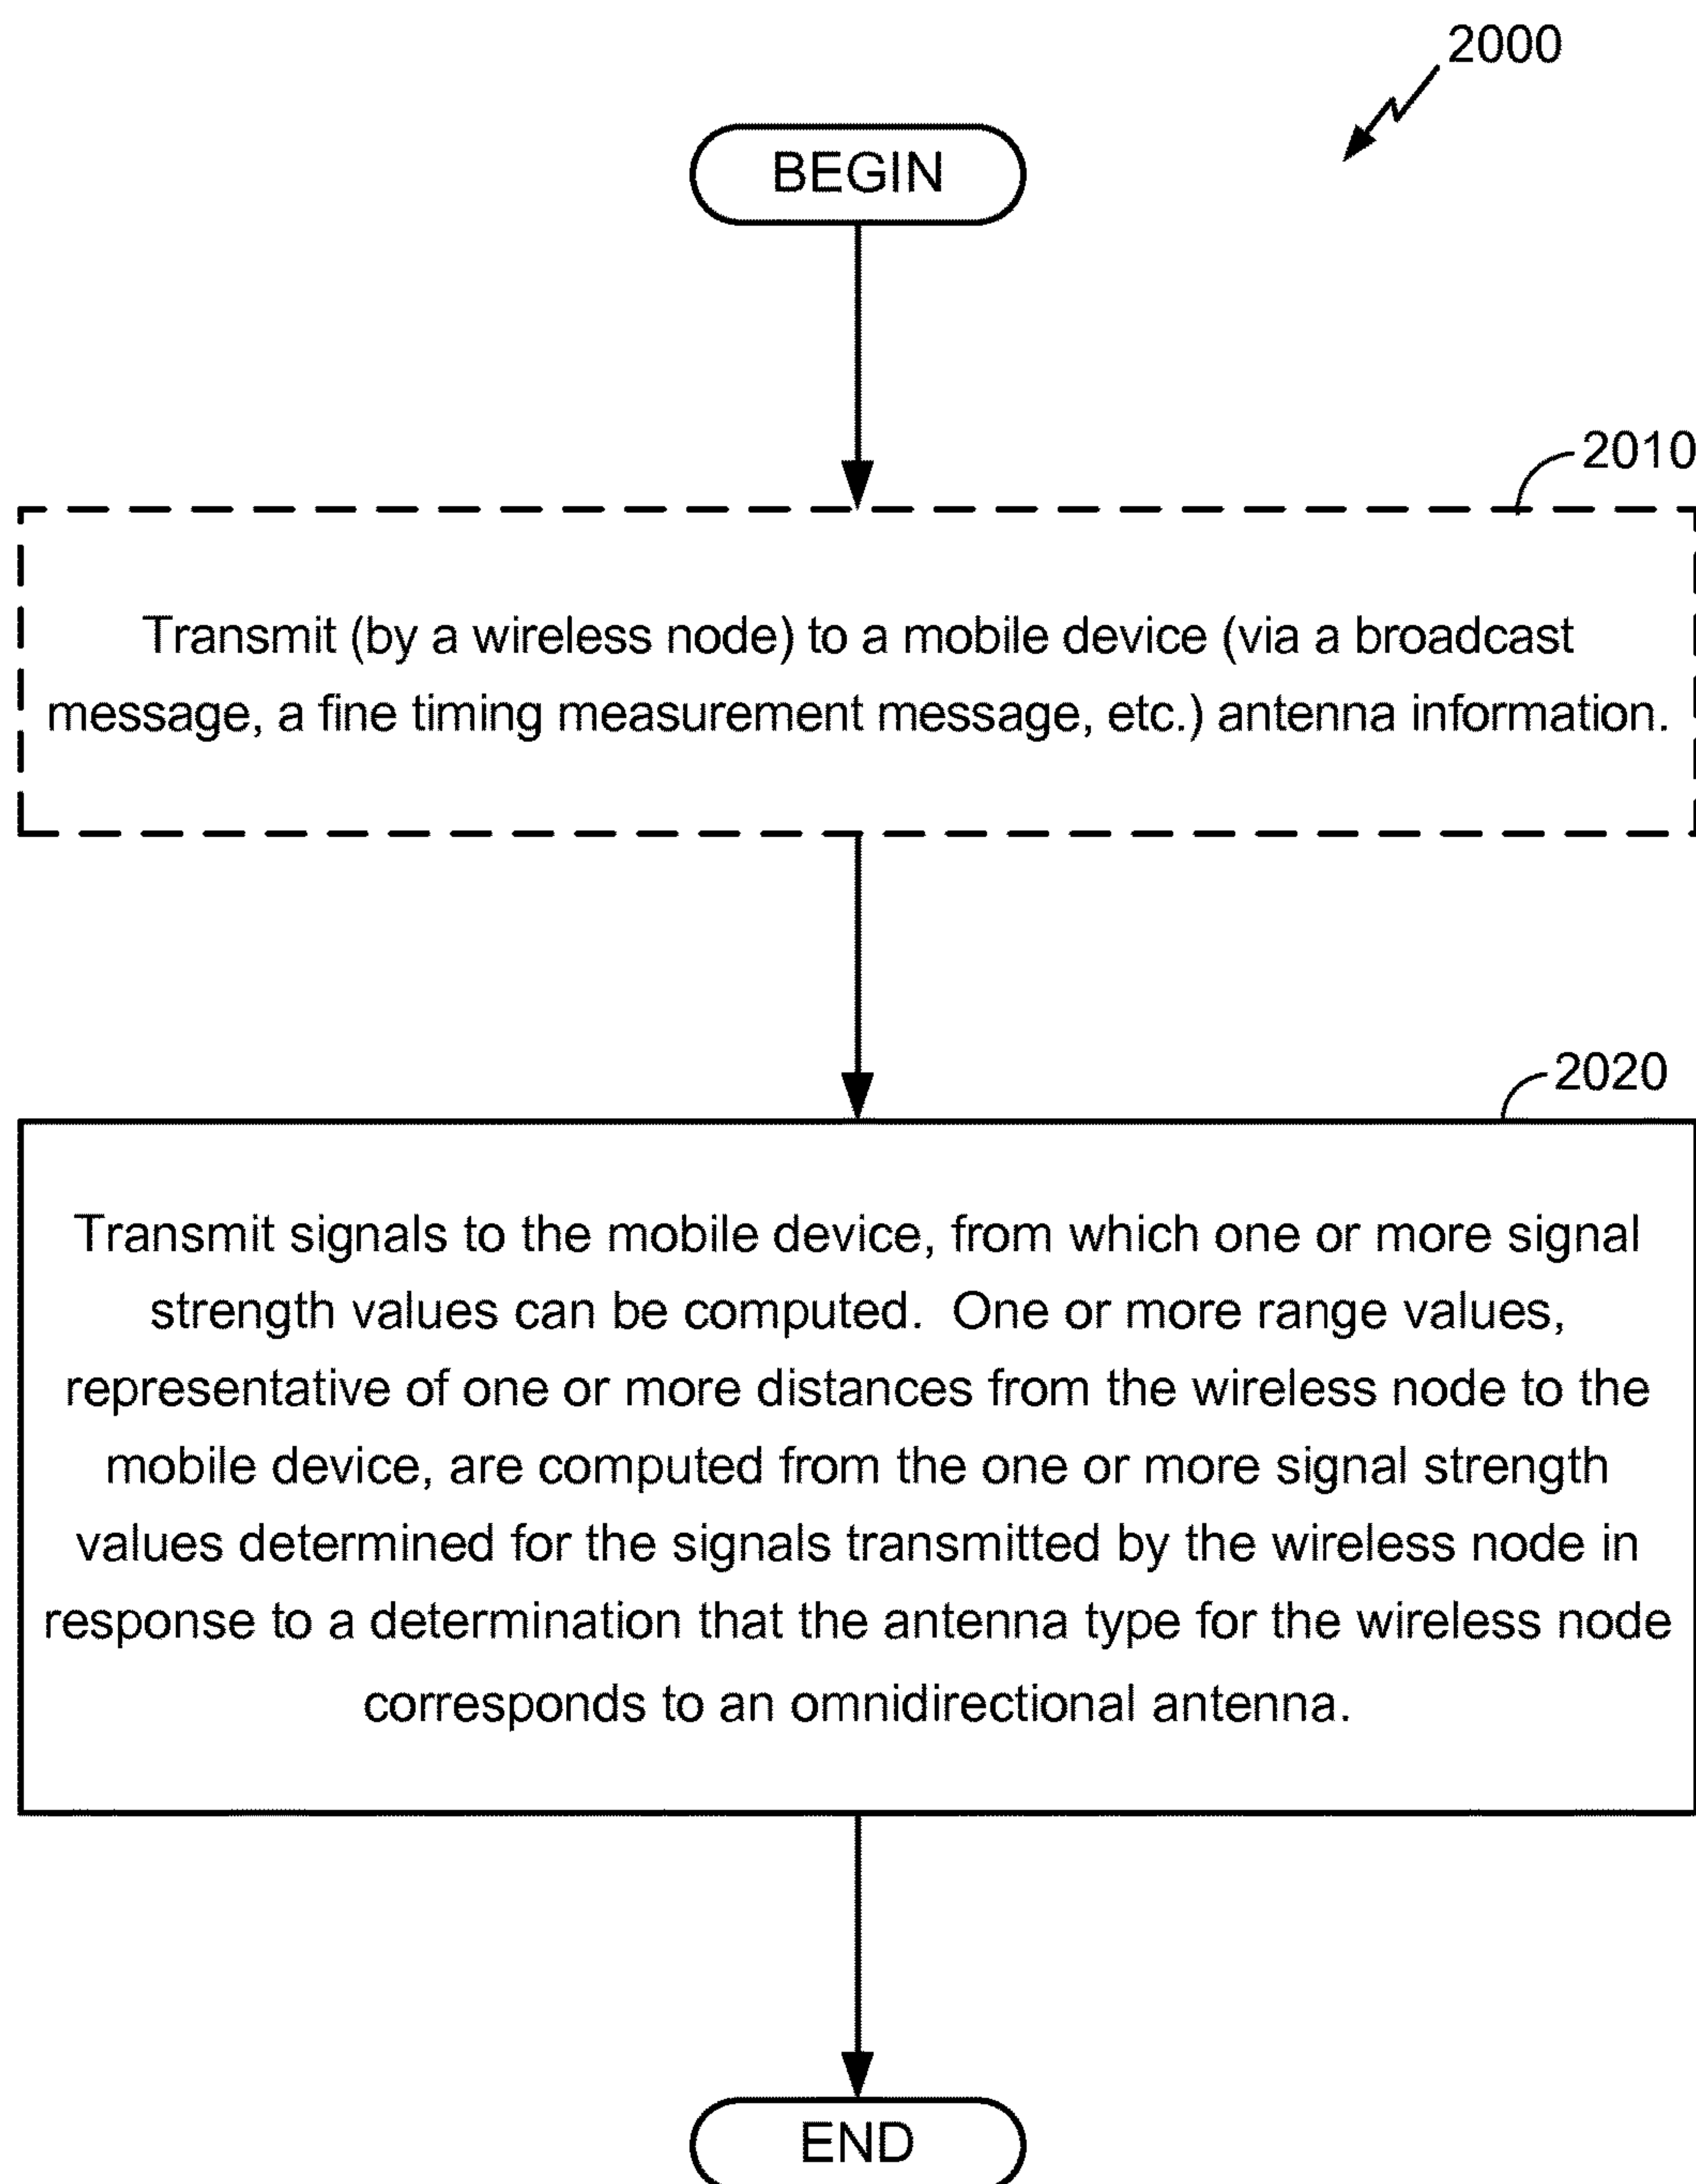 2000
BEGIN
2010
Transmit (by a wireless node) to a mobile device (via a broadcast
message, a fine timing measurement message, etc.) antenna information.
2020
Transmit signals to the mobile device, from which one or more signal
strength values can be computed.  One or more range values,
representative of one or more distances from the wireless node to the
mobile device, are computed from the one or more signal strength
values determined for the signals transmitted by the wireless node in
response to a determination that the antenna type for the wireless node
corresponds to an omnidirectional antenna.
END